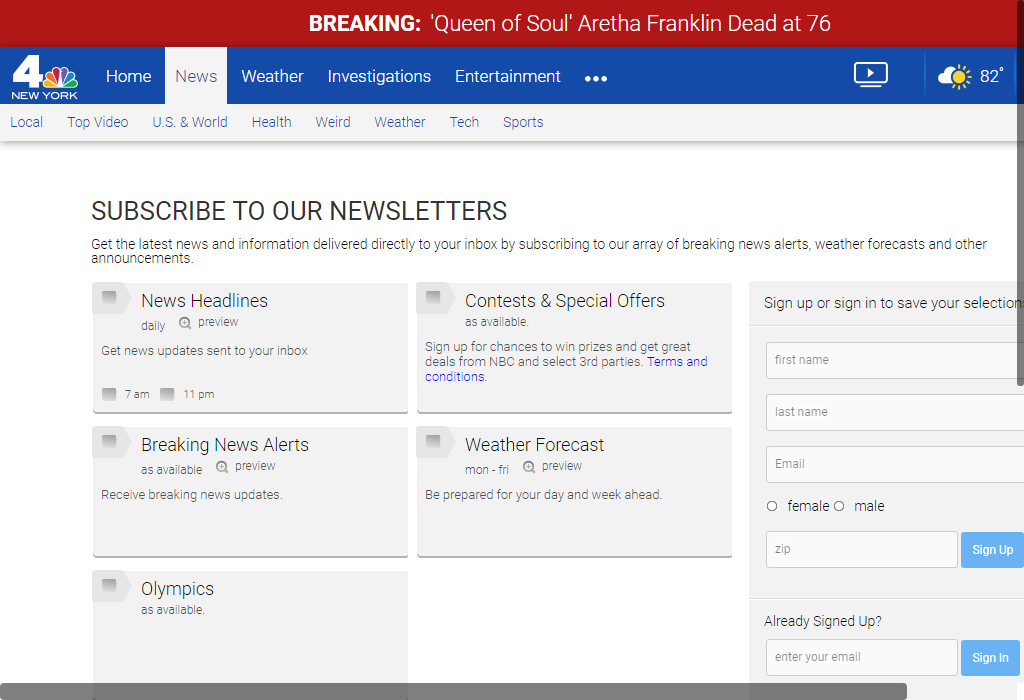 BREAKING: 'Queen of Soul' Aretha Franklin Dead at 76
4
NEW YORK
Home
News
Weather
Investigations
Entertainment
82°
Local
Top Video
U.S. & World
Health
Weird
Weather
Tech
Sports
SUBSCRIBE TO OUR NEWSLETTERS
Get the latest news and information delivered directly to your inbox by subscribing to our array of breaking news alerts, weather forecasts and other
announcements.
News Headlines
daily
preview
Get news updates sent to your inbox
7 am
11 pm
Contests & Special Offers
as available.
Sign up for chances to win prizes and get great
deals from NBC and select 3rd parties. Terms and
conditions.
Breaking News Alerts
as available
preview
Receive breaking news updates.
Weather Forecast
mon - fri
preview
Be prepared for your day and week ahead.
Olympics
as available.
Sign up or sign in to save your selection
first name
last name
Email
female
male
zip
Sign Up
Already Signed Up?
enter your email
Sign In